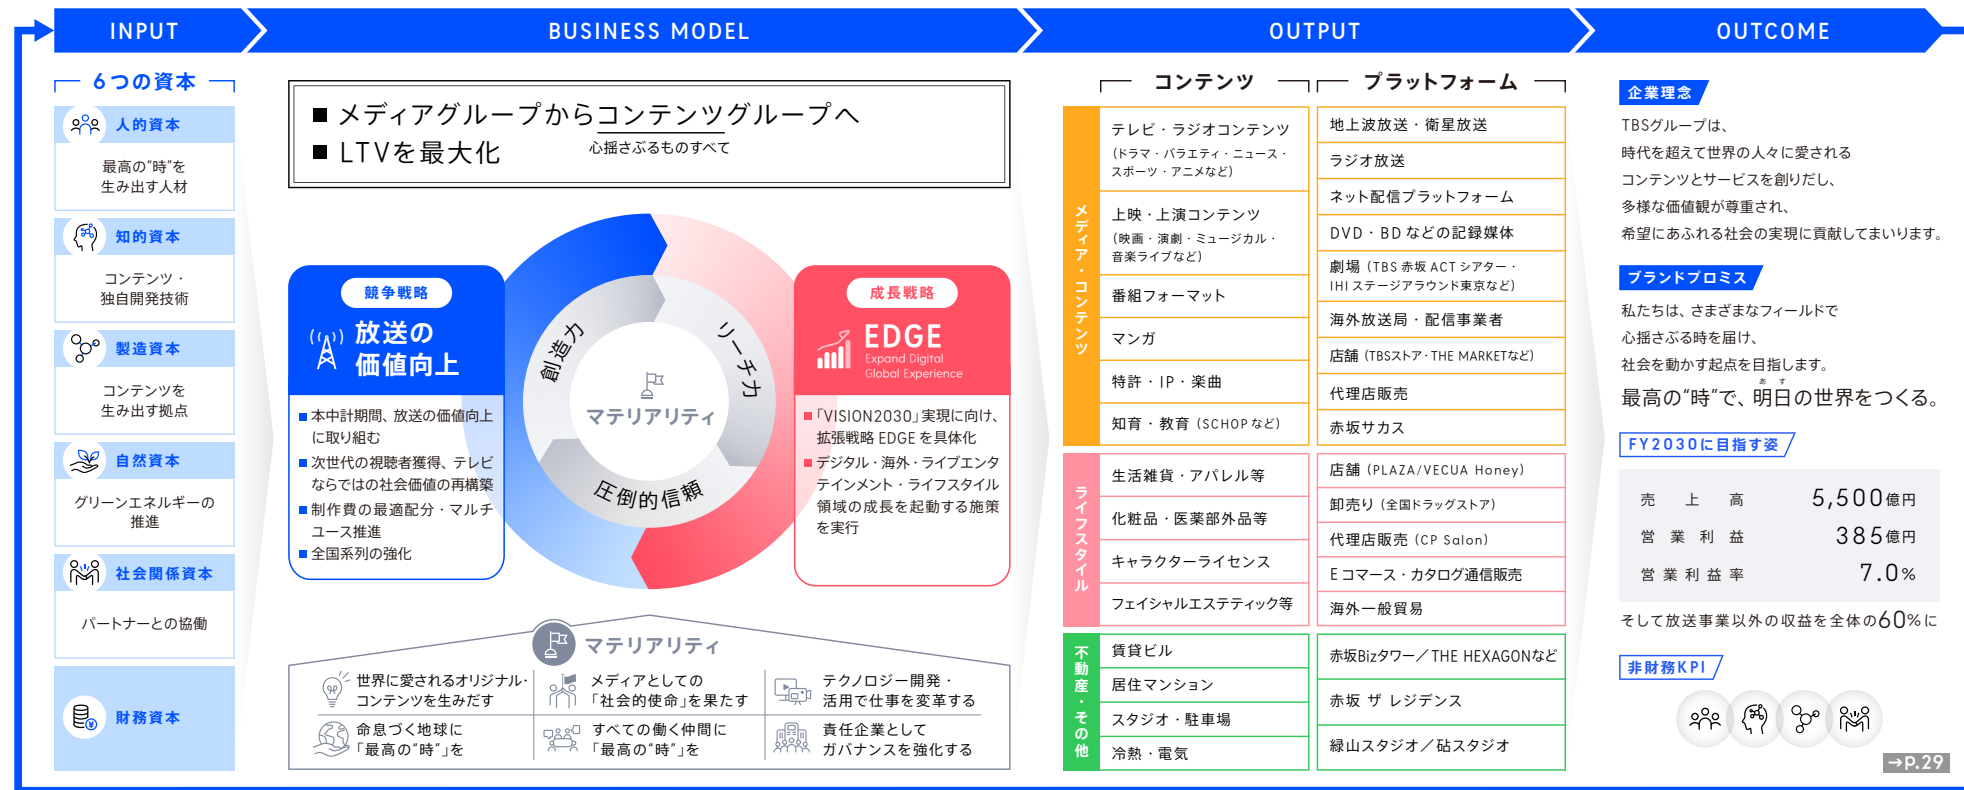 INPUT
BUSINESS MODEL
OUTPUT
OUTCOME
6つの資本
人的資本
最高の“時”を
生み出す人材
知的資本
コンテンツ・
独自開発技術
製造資本
コンテンツを
生み出す拠点
自然資本
グリーンエネルギーの
推進
社会関係資本
パートナーとの協働
財務資本
■ メディアグループからコンテンツグループへ
心揺さぶるものすべて
■ LTVを最大化
競争戦略
放送の
価値向上
■ 本中計期間、放送の価値向上
に取り組む
■ 次世代の視聴者獲得、テレビ
ならではの社会価値の再構築
■ 制作費の最適配分・マルチ
ユース推進
■ 全国系列の強化
創造力
リーチ力
圧倒的信頼
マテリアリティ
成長戦略
EDGE
Expand Digital
Global Experience
■ 「VISION2030」実現に向け、
拡張戦略 EDGE を具体化
■ デジタル・海外・ライブエンタ
テインメント・ライフスタイル
領域の成長を起動する施策
を実行
マテリアリティ
世界に愛されるオリジナル・
コンテンツを生みだす
メディアとしての
「社会的使命」を果たす
テクノロジー開発・
活用で仕事を変革する
命息づく地球に
「最高の“時”」を
すべての働く仲間に
「最高の“時”」を
責任企業として
ガバナンスを強化する
コンテンツ
プラットフォーム
メディア・コンテンツ
テレビ・ラジオコンテンツ
(ドラマ・バラエティ・ニュース・
スポーツ・アニメなど)
上映・上演コンテンツ
(映画・演劇・ミュージカル・
音楽ライブなど)
番組フォーマット
マンガ
特許・IP・楽曲
知育・教育 (SCHOP など)
地上波放送・衛星放送
ラジオ放送
ネット配信プラットフォーム
DVD・BD などの記録媒体
劇場 (TBS 赤坂 ACT シアター・
IHI ステージアラウンド東京など)
海外放送局・配信事業者
店舗 (TBSストア・THE MARKETなど)
代理店販売
赤坂サカス
ライフスタイル
生活雑貨・アパレル等
化粧品・医薬部外品等
キャラクターライセンス
フェイシャルエステティック等
店舗 (PLAZA/VECUA Honey)
卸売り (全国ドラッグストア)
代理店販売 (CP Salon)
E コマース・カタログ通信販売
海外一般貿易
不動産・その他
賃貸ビル
居住マンション
スタジオ・駐車場
冷熱・電気
赤坂Bizタワー／THE HEXAGONなど
赤坂 ザ レジデンス
緑山スタジオ／砧スタジオ
企業理念
TBSグループは、
時代を超えて世界の人々に愛される
コンテンツとサービスを創りだし、
多様な価値観が尊重され、
希望にあふれる社会の実現に貢献してまいります。
ブランドプロミス
私たちは、さまざまなフィールドで
心揺さぶる時を届け、
社会を動かす起点を目指します。
あ す
最高の“時”で、明日の世界をつくる。
FY2030に目指す姿
売上高 5,500億円
営業利益 385億円
営業利益率 7.0%
そして放送事業以外の収益を全体の60%に
非財務KPI
→p.29